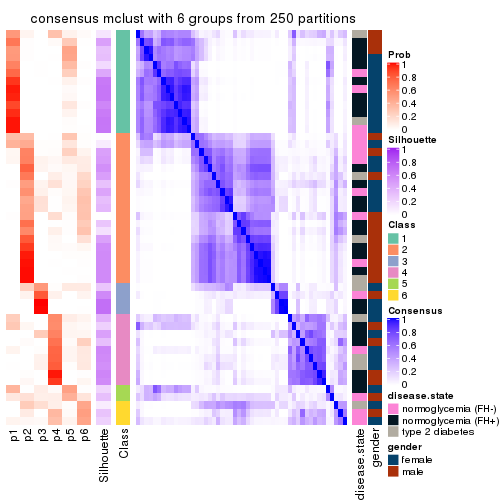 consensus mclust with 6 groups from 250 partitions
Prob
1
0.8
0.6
0.4
0.2
0
Silhouette
1
0.8
0.6
0.4
0.2
0
Class
1
2
3
4
5
6
Consensus
1
0.8
0.6
0.4
0.2
0
disease.state
normoglycemia (FH-)
normoglycemia (FH+)
type 2 diabetes
gender
female
male
p1
p2
p3
p4
p5
p6
Silhouette
Class
disease.state
gender